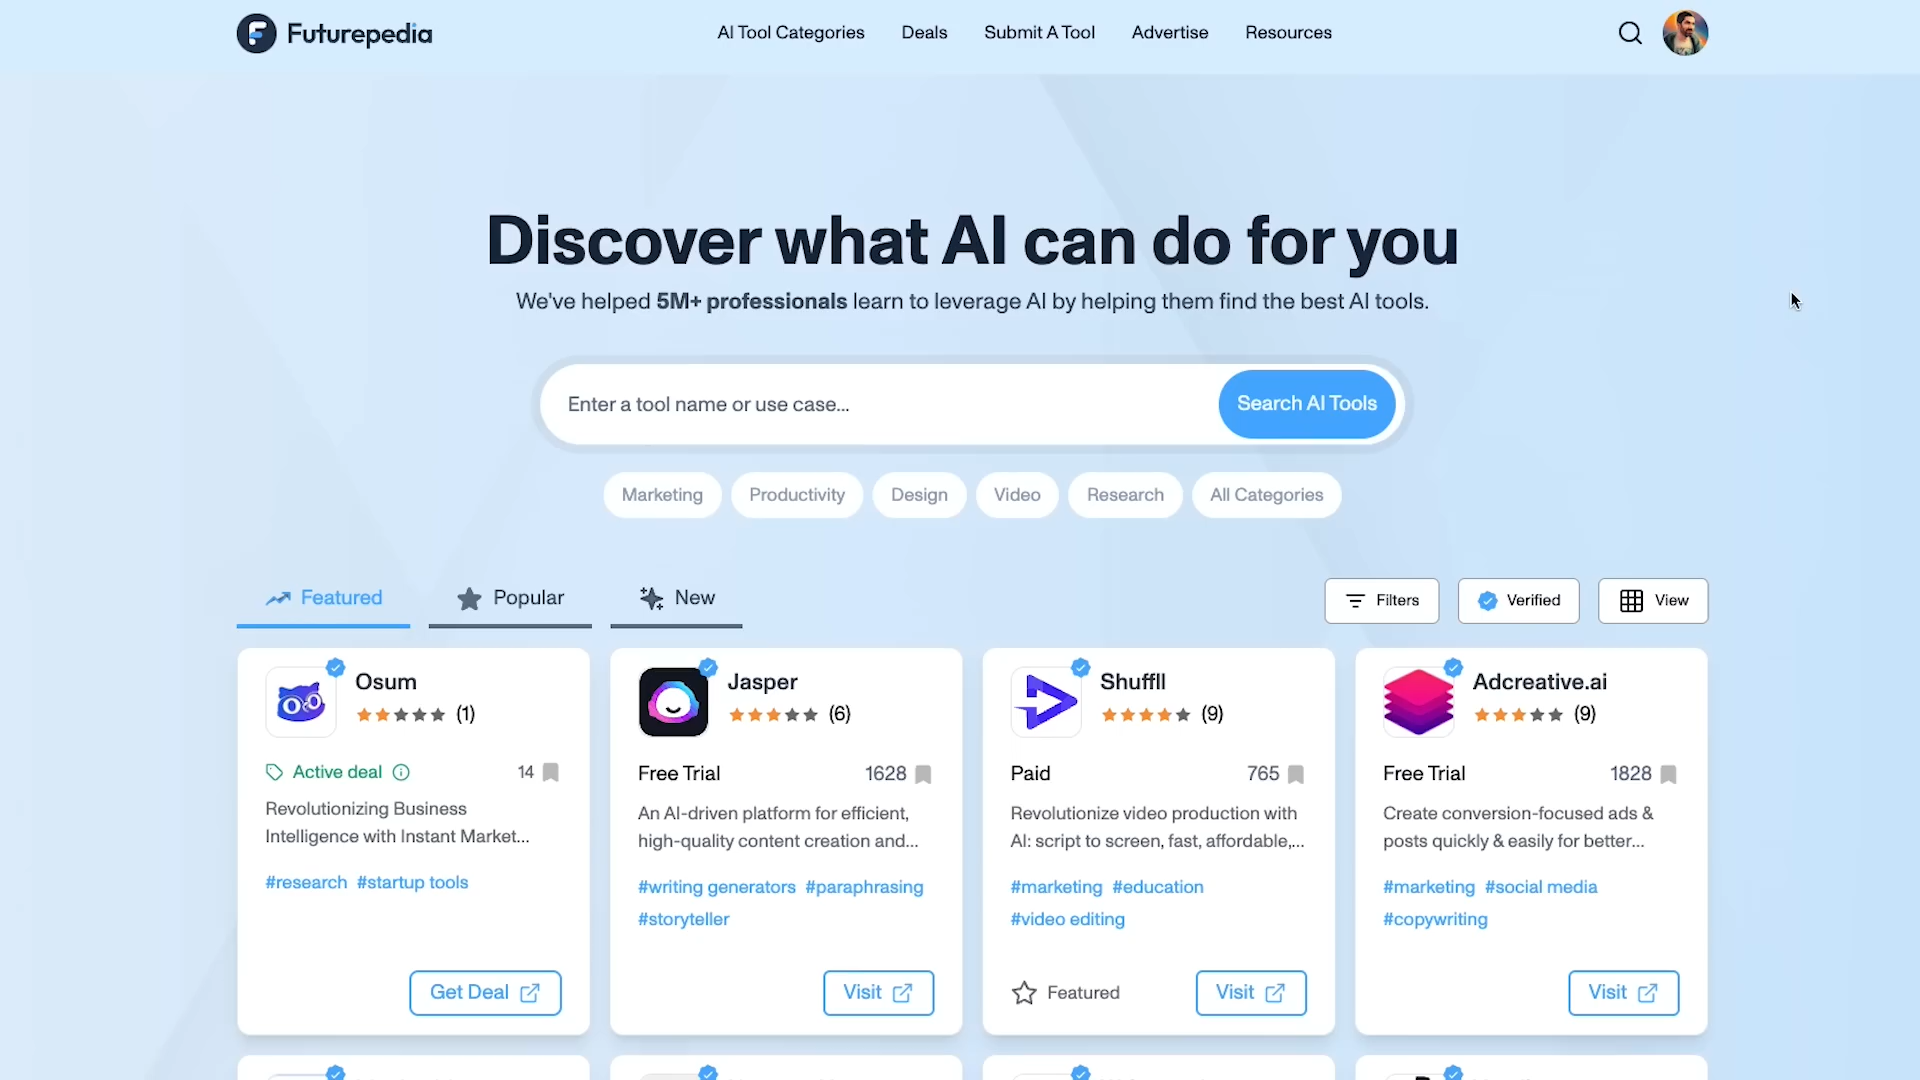 Futurepedia
AI Tool Categories
Deals
Submit A Tool
Advertise
Resources
Discover what AI can do for you
We've helped 5M+ professionals learn to leverage AI by helping them find the best AI tools.
Enter a tool name or use case...
Search AI Tools
Marketing
Productivity
Design
Video
Research
All Categories
Featured
Popular
New
Filters
Verified
View
Osum
(1)
Active deal
14
Revolutionizing Business
Intelligence with Instant Market...
#research #startup tools
Get Deal
Jasper
(6)
Free Trial
1628
An AI-driven platform for efficient,
high-quality content creation and...
#writing generators #paraphrasing
#storyteller
Visit
Shuffll
(9)
Paid
765
Revolutionize video production with
AI: script to screen, fast, affordable,...
#marketing #education
#video editing
Featured
Visit
Adcreative.ai
(9)
Free Trial
1828
Create conversion-focused ads &
posts quickly & easily for better...
#marketing #social media
#copywriting
Visit